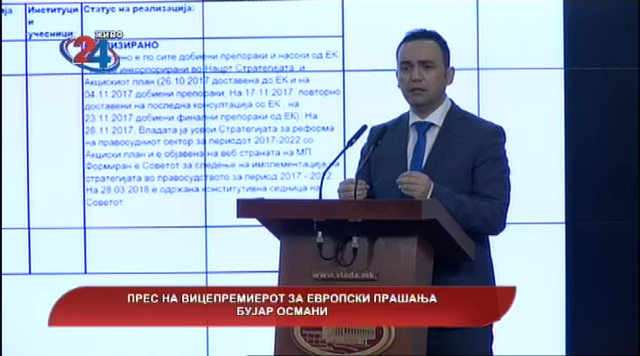 ија
Институци
и
учесници
Статус на реализација:
ЖИВО
24
ИЗИРАНО
но е по сите добиени препораки и насоки од ЕК
инкорпорирани во Нацрт Стратегијата и
Акцискиот план (26.10.2017 доставена до ЕК и на
04.11.2017 добиени препораки. На 17.11.2017 повторно
доставени на последна консултација со ЕК, на
23.11.2017 добиени финални препораки од ЕК). На
28.11.2017, Владата ја усвои Стратегијата за реформа
на правосудниот сектор за периодот 2017-2022 со
Акциски план и е објавена на веб страната на МП
Формиран е Советот за следење на имплементација на
стратегијата во правосудството за период 2017 - 2022
На 28.03.2018 е одржана конститутивна седница на
Советот.
www.vlada.mk
ПРЕС НА ВИЦЕПРЕМИЕРОТ ЗА ЕВРОПСКИ ПРАШАЊА
БУЈАР ОСМАНИ